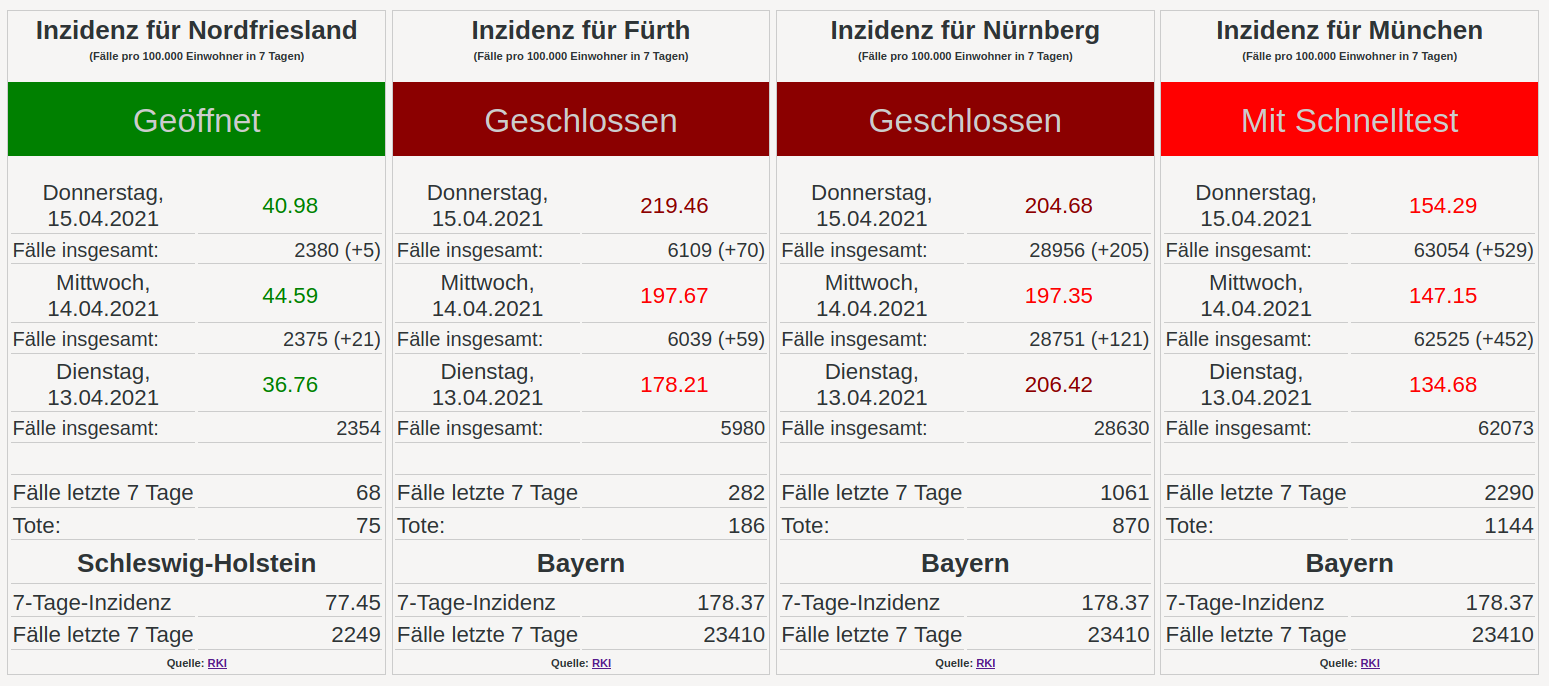 Inzidenz für Nordfriesland
(Fälle pro 100.000 Einwohner in 7 Tagen)
Geöffnet
Donnerstag,
15.04.2021
40.98
Fälle insgesamt: 2380 (+5)
Mittwoch,
14.04.2021
44.59
Fälle insgesamt: 2375 (+21)
Dienstag,
13.04.2021
36.76
Fälle insgesamt: 2354
Fälle letzte 7 Tage 68
Tote: 75
Schleswig-Holstein
7-Tage-Inzidenz 77.45
Fälle letzte 7 Tage 2249
Quelle: RKI
Inzidenz für Fürth
(Fälle pro 100.000 Einwohner in 7 Tagen)
Geschlossen
Donnerstag,
15.04.2021
219.46
Fälle insgesamt: 6109 (+70)
Mittwoch,
14.04.2021
197.67
Fälle insgesamt: 6039 (+59)
Dienstag,
13.04.2021
178.21
Fälle insgesamt: 5980
Fälle letzte 7 Tage 282
Tote: 186
Bayern
7-Tage-Inzidenz 178.37
Fälle letzte 7 Tage 23410
Quelle: RKI
Inzidenz für Nürnberg
(Fälle pro 100.000 Einwohner in 7 Tagen)
Geschlossen
Donnerstag,
15.04.2021
204.68
Fälle insgesamt: 28956 (+205)
Mittwoch,
14.04.2021
197.35
Fälle insgesamt: 28751 (+121)
Dienstag,
13.04.2021
206.42
Fälle insgesamt: 28630
Fälle letzte 7 Tage 1061
Tote: 870
Bayern
7-Tage-Inzidenz 178.37
Fälle letzte 7 Tage 23410
Quelle: RKI
Inzidenz für München
(Fälle pro 100.000 Einwohner in 7 Tagen)
Mit Schnelltest
Donnerstag,
15.04.2021
154.29
Fälle insgesamt: 63054 (+529)
Mittwoch,
14.04.2021
147.15
Fälle insgesamt: 62525 (+452)
Dienstag,
13.04.2021
134.68
Fälle insgesamt: 62073
Fälle letzte 7 Tage 2290
Tote: 1144
Bayern
7-Tage-Inzidenz 178.37
Fälle letzte 7 Tage 23410
Quelle: RKI